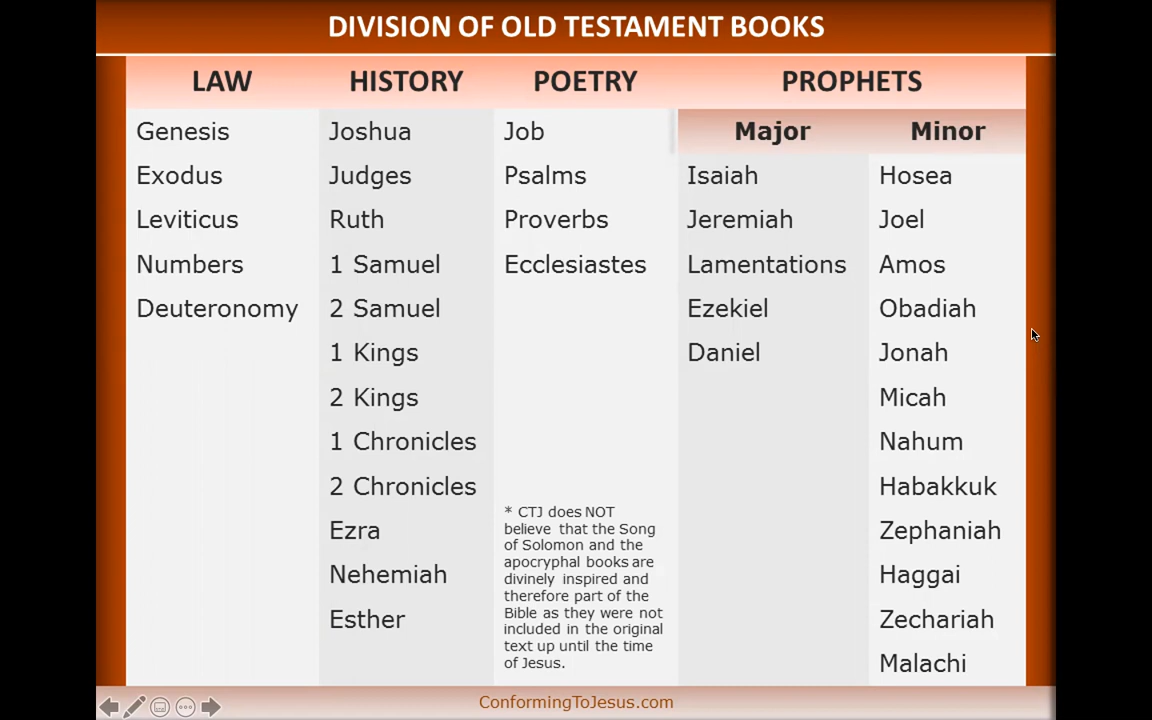 DIVISION OF OLD TESTAMENT BOOKS
LAW HISTORY POETRY PROPHETS
Major Minor
Genesis
Exodus
Leviticus
Numbers
Deuteronomy
Joshua
Judges
Ruth
1 Samuel
2 Samuel
1 Kings
2 Kings
1 Chronicles
2 Chronicles
Ezra
Nehemiah
Esther
Job
Psalms
Proverbs
Ecclesiastes
* CTJ does NOT
believe that the Song
of Solomon and the
apocryphal books are
divinely inspired and
therefore part of the
Bible as they were not
included in the original
text up until the time
of Jesus.
Isaiah
Jeremiah
Lamentations
Ezekiel
Daniel
Hosea
Joel
Amos
Obadiah
Jonah
Micah
Nahum
Habakkuk
Zephaniah
Haggai
Zechariah
Malachi
ConformingToJesus.com